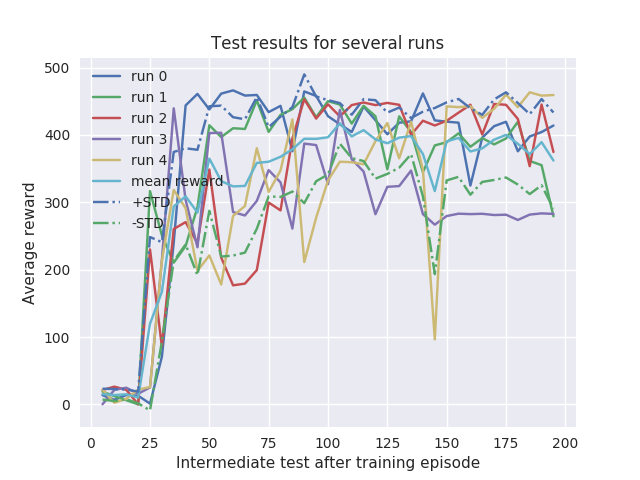 Test results for several runs
500
400
300
200
100
0
Average reward
run 0
run 1
run 2
run 3
run 4
mean reward
+STD
-STD
0 25 50 75 100 125 150 175 200
Intermediate test after training episode